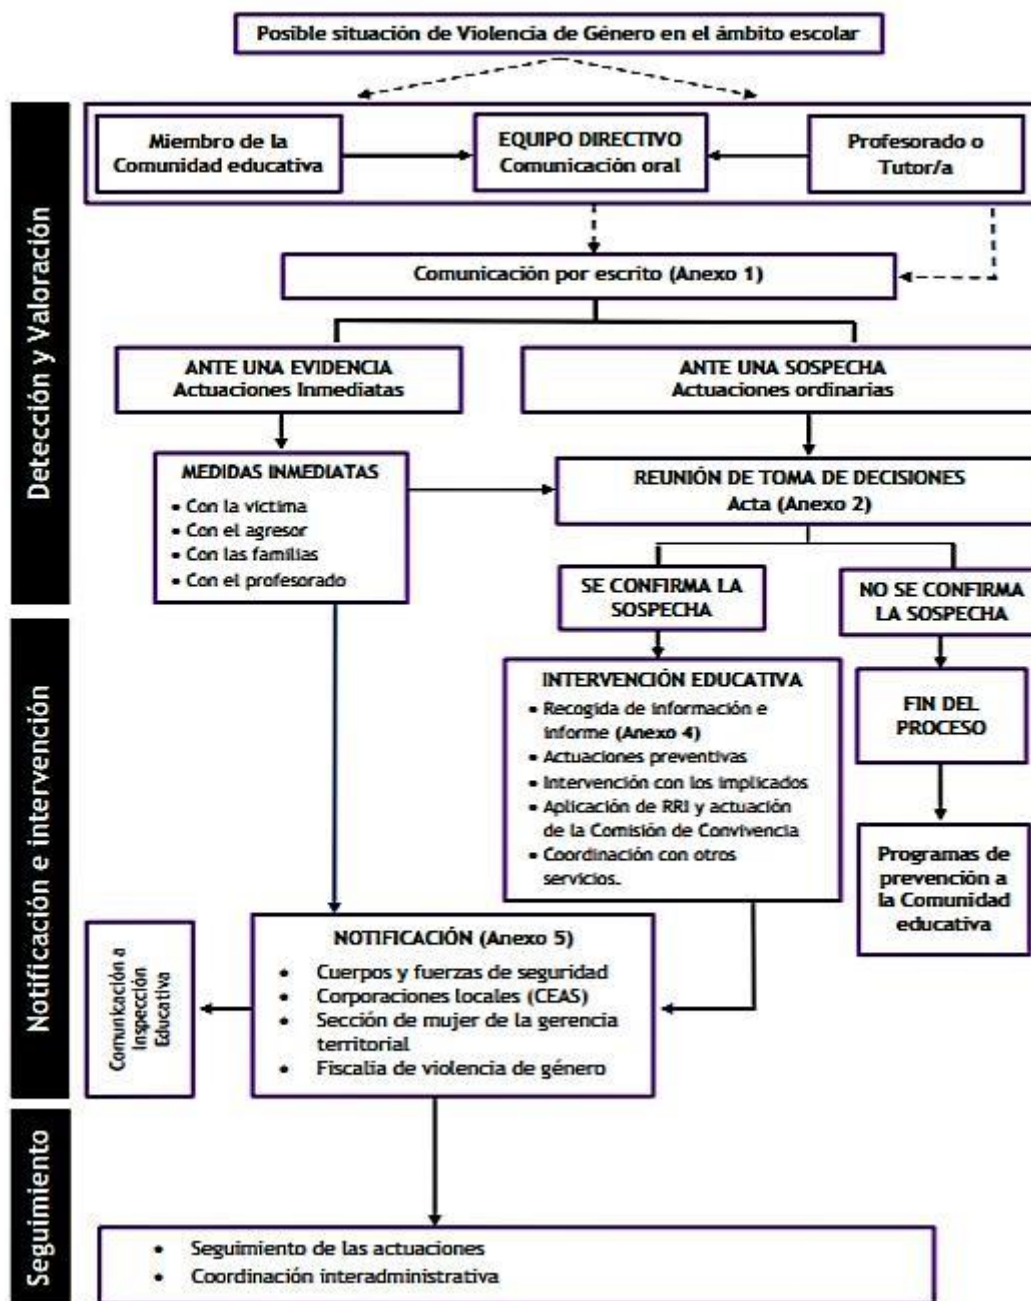 Posible situación de Violencia de Género en el ámbito escolar
Detección y Valoración
Miembro de la
Comunidad educativa
EQUIPO DIRECTIVO
Comunicación oral
Profesorado o
Tutor/a
Comunicación por escrito (Anexo 1)
ANTE UNA EVIDENCIA
Actuaciones Inmediatas
ANTE UNA SOSPECHA
Actuaciones ordinarias
MEDIDAS INMEDIATAS
• Con la víctima
• Con el agresor
• Con las familias
• Con el profesorado
REUNIÓN DE TOMA DE DECISIONES
Acta (Anexo 2)
SE CONFIRMA LA
SOSPECHA
NO SE CONFIRMA
LA SOSPECHA
Notificación e intervención
INTERVENCIÓN EDUCATIVA
• Recogida de información e
informe (Anexo 4)
• Actuaciones preventivas
• Intervención con los implicados
• Aplicación de RRI y actuación
de la Comisión de Convivencia
• Coordinación con otros
servicios.
FIN DEL
PROCESO
Programas de
prevención a
la Comunidad
educativa
NOTIFICACIÓN (Anexo 5)
• Cuerpos y fuerzas de seguridad
• Corporaciones locales (CEAS)
• Sección de mujer de la gerencia
territorial
• Fiscalia de violencia de género
Comunicación a
Inspección
Educativa
Seguimiento
• Seguimiento de las actuaciones
• Coordinación interadministrativa